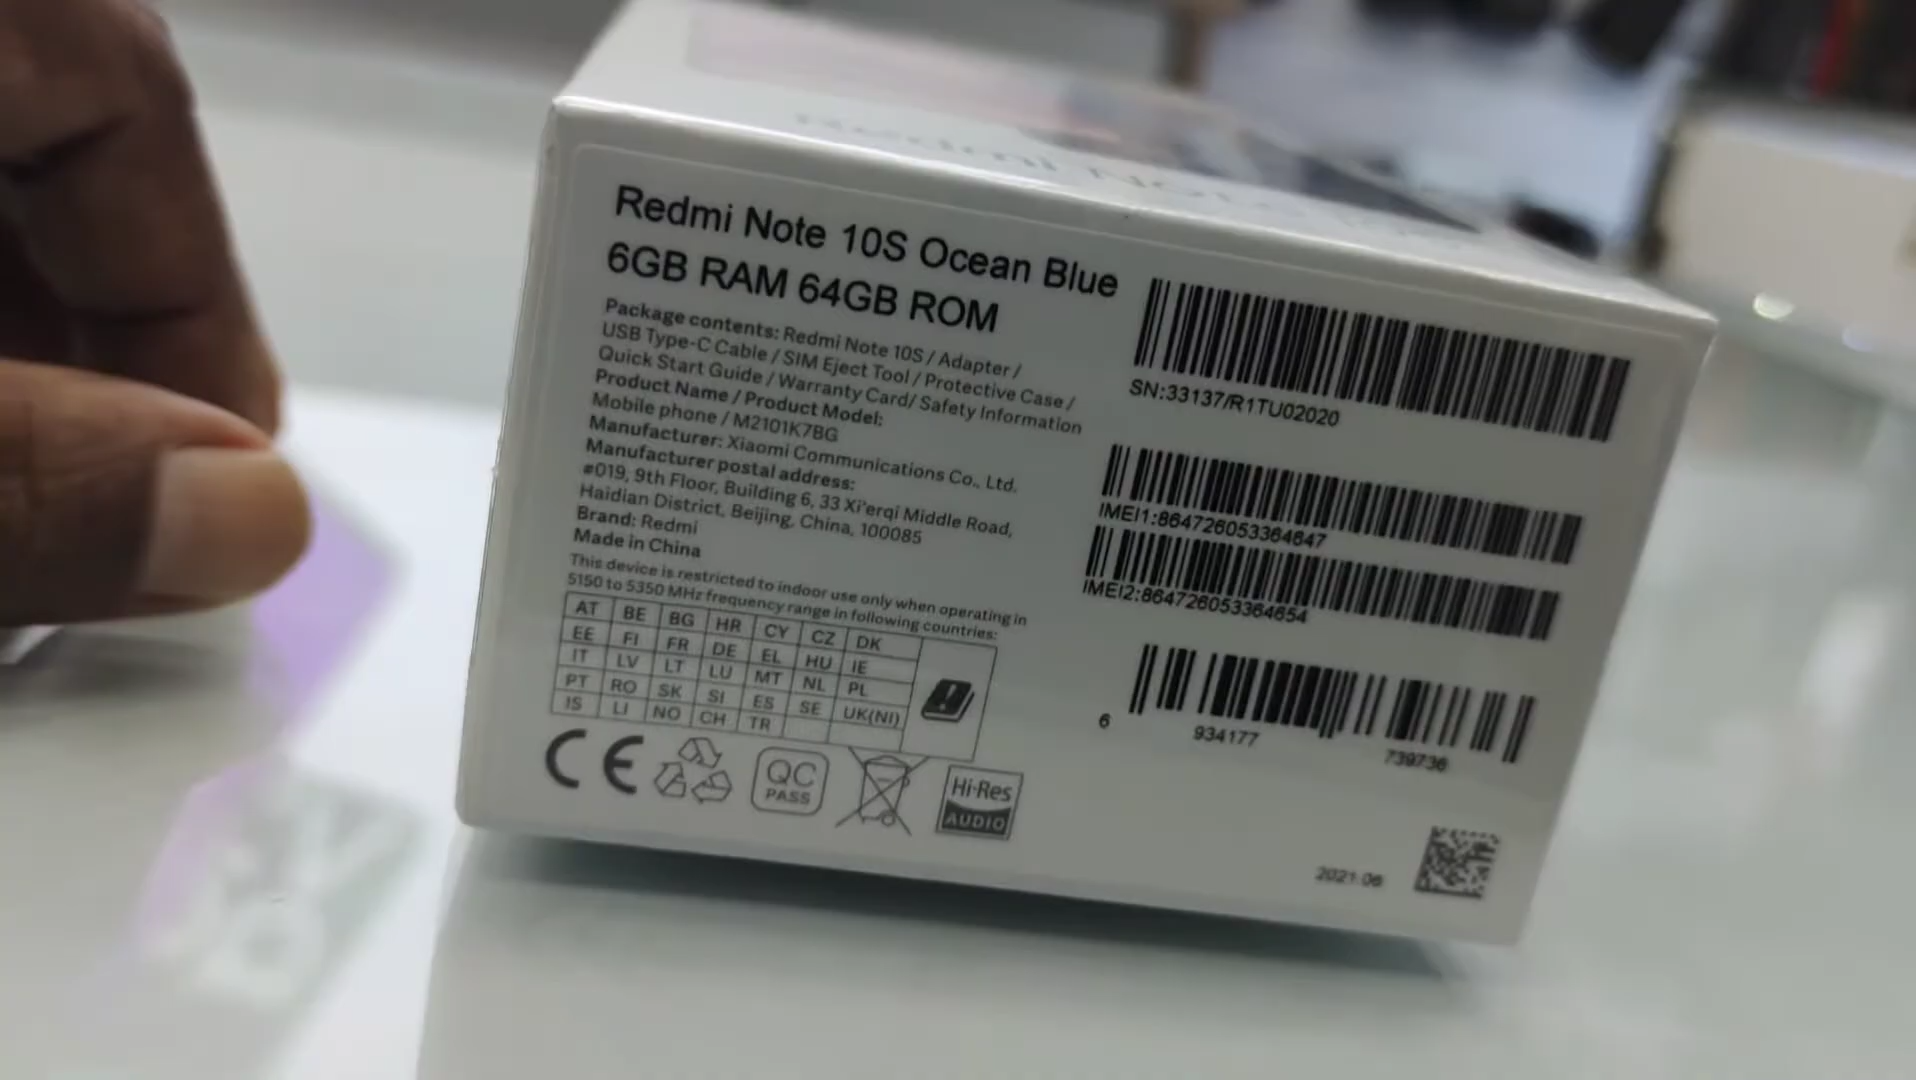 Redmi Note 10S Ocean Blue
6GB RAM 64GB ROM
Package contents: Redmi Note 10S / Adapter /
USB Type-C Cable / SIM Eject Tool / Protective Case /
Quick Start Guide / Warranty Card/ Safety Information
Product Name / Product Model:
Mobile phone / M2101K7BG
Manufacturer: Xiaomi Communications Co., Ltd.
Manufacturer postal address:
#019, 9th Floor, Building 6, 33 Xi'erqi Middle Road,
Haidian District, Beijing, China, 100085
Brand: Redmi
Made in China
This device is restricted to indoor use only when operating in
5150 to 5350 MHz frequency range in following countries:
AT BE BG HR CY CZ DK
EE FI FR DE EL HU IE
IT LV LT LU MT NL PL
PT RO SK SI ES SE UK(NI)
IS LI NO CH TR
CE
QC
PASS
Hi-Res
AUDIO
SN:33137/R1TU02020
IMEI1:864726053364647
IMEI2:864726053364654
6 934177 739736
2021.06